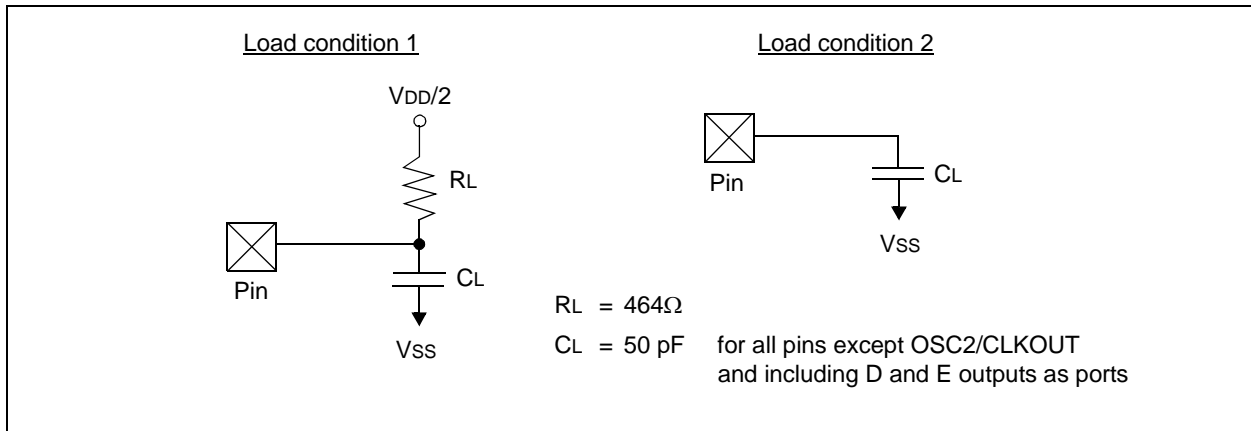 Load condition 1
VDD/2
RL
Pin
CL
VSS
Load condition 2
Pin
CL
VSS
RL = 464Ω
CL = 50 pF for all pins except OSC2/CLKOUT
and including D and E outputs as ports